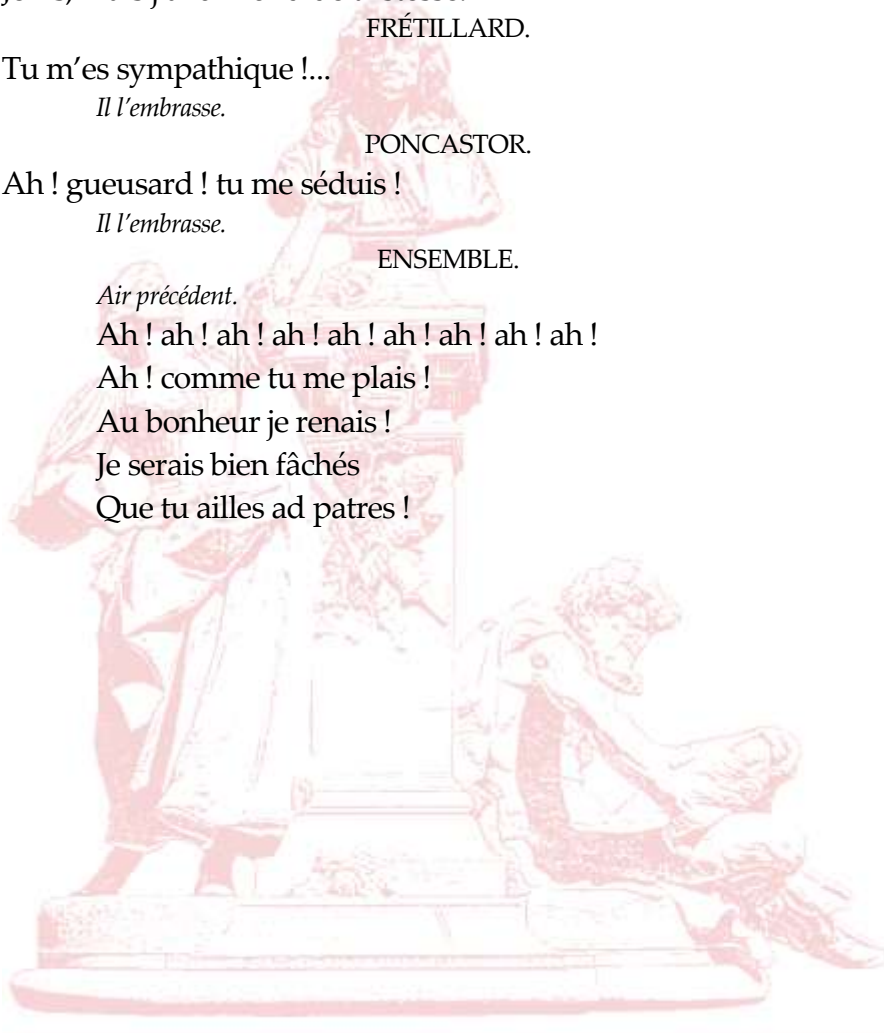 FRÉTILLARD.
Tu m’es sympathique !...
Il l’embrasse.
PONCASTOR.
Ah ! gueusard ! tu me séduis !
Il l’embrasse.
ENSEMBLE.
Air précédent.
Ah ! ah ! ah ! ah ! ah ! ah ! ah ! ah ! ah !
Ah ! comme tu me plais !
Au bonheur je renais !
Je serais bien fâchés
Que tu ailles ad patres !